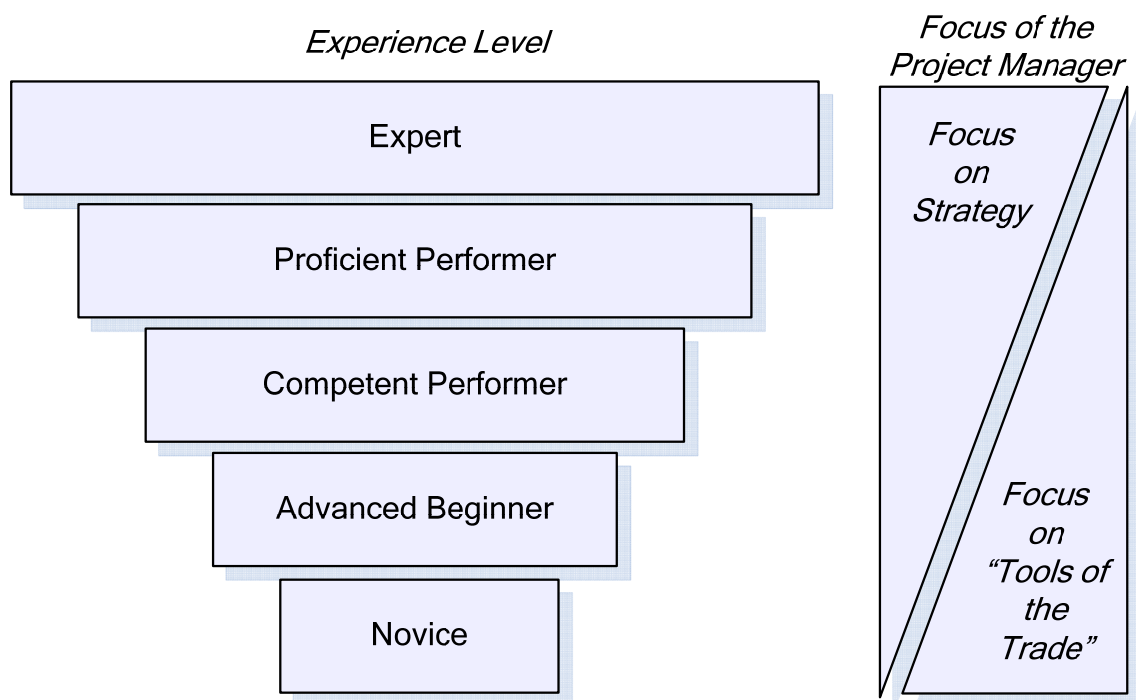 Experience Level
Expert
Proficient Performer
Competent Performer
Advanced Beginner
Novice
Focus of the
Project Manager
Focus
on
Strategy
Focus
on
“Tools of
the
Trade”